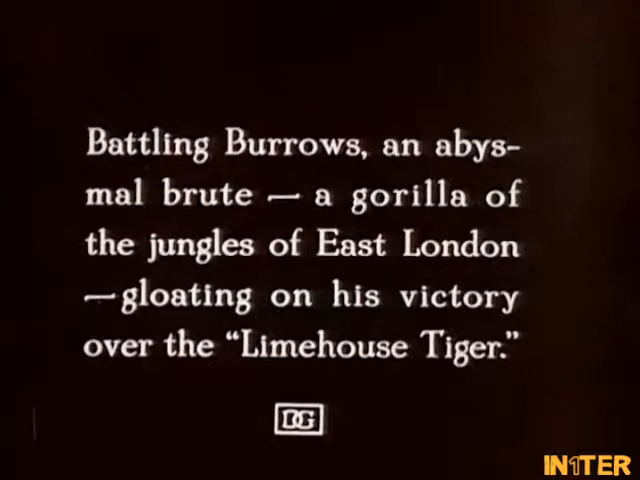 Battling Burrows, an abys-
mal brute — a gorilla of
the jungles of East London
—gloating on his victory
over the "Limehouse Tiger."
DG
IN1TER